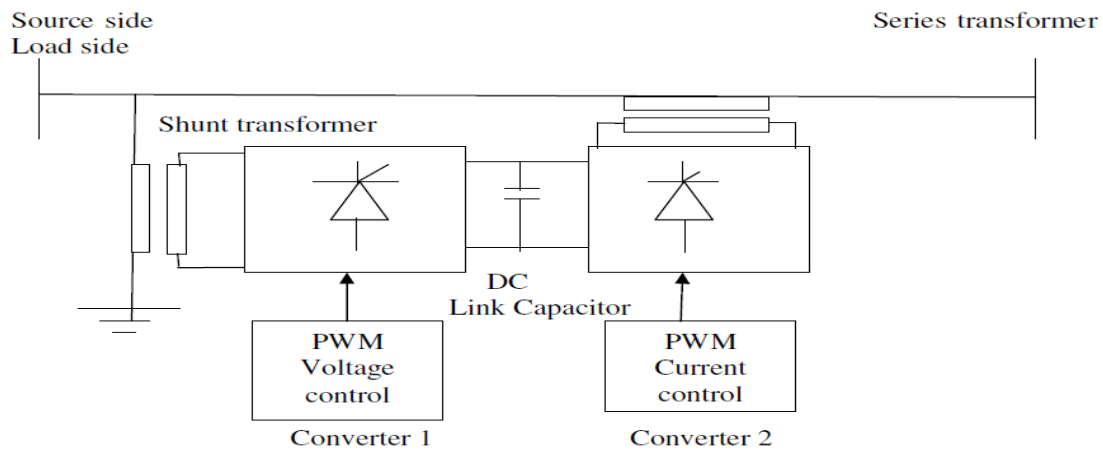 Source side
Load side
Series transformer
Shunt transformer
DC
Link Capacitor
PWM
Voltage
control
PWM
Current
control
Converter 1
Converter 2